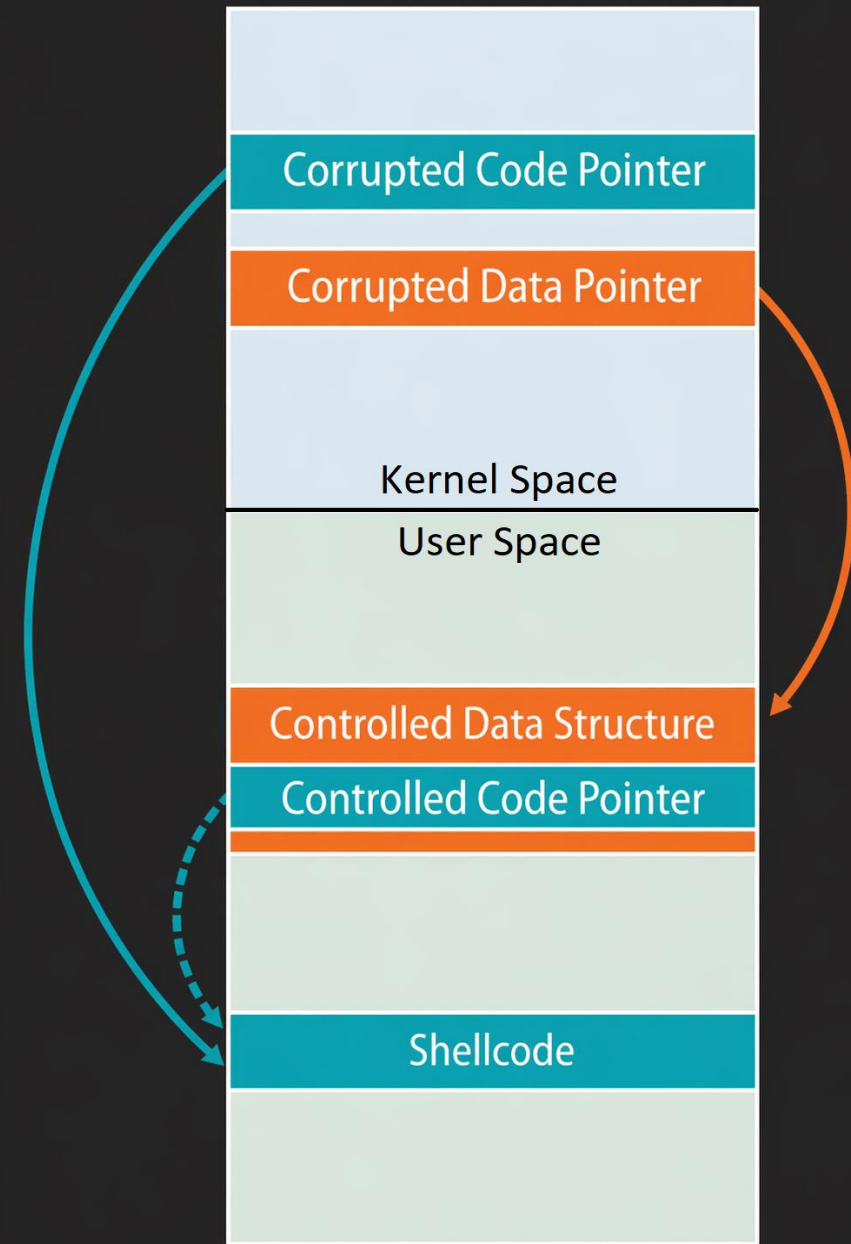 Corrupted Code Pointer
Corrupted Data Pointer
Kernel Space
User Space
Controlled Data Structure
Controlled Code Pointer
Shellcode